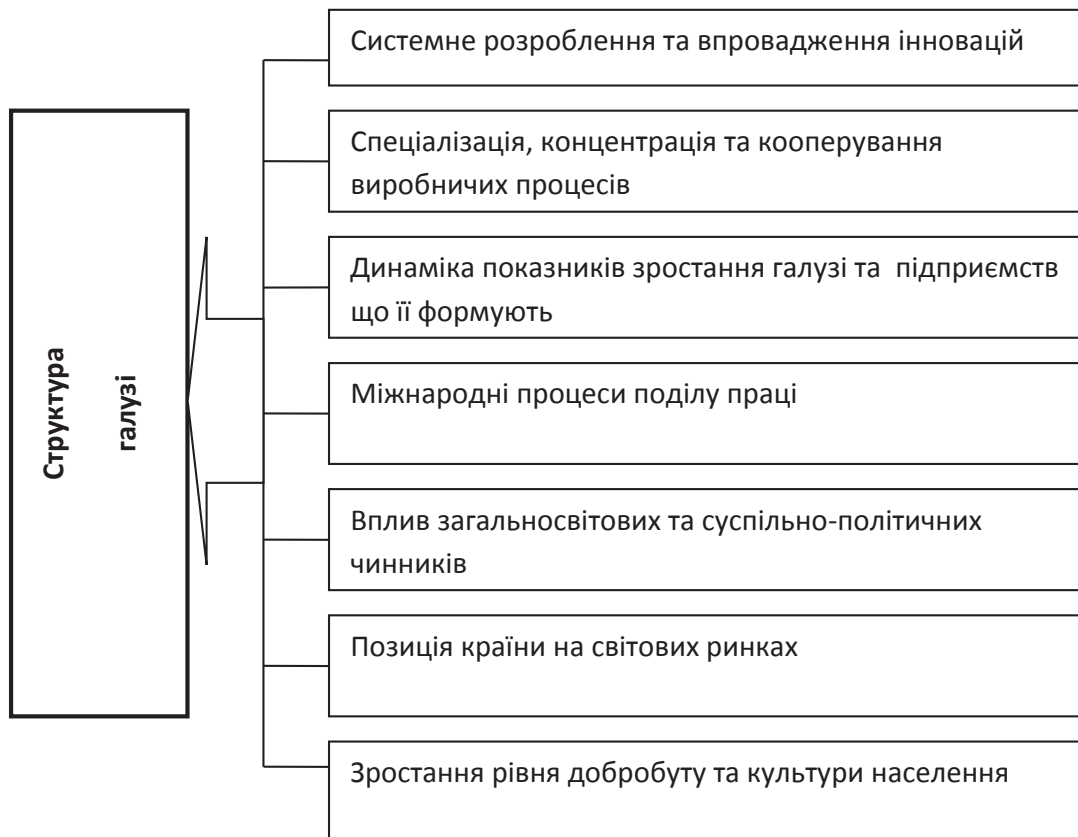 Структура
галузі
Системне розроблення та впровадження інновацій
Спеціалізація, концентрація та кооперування
виробничих процесів
Динаміка показників зростання галузі та  підприємств
що її формують
Міжнародні процеси поділу праці
Вплив загальносвітових та суспільно-політичних
чинників
Позиція країни на світових ринках
Зростання рівня добробуту та культури населення